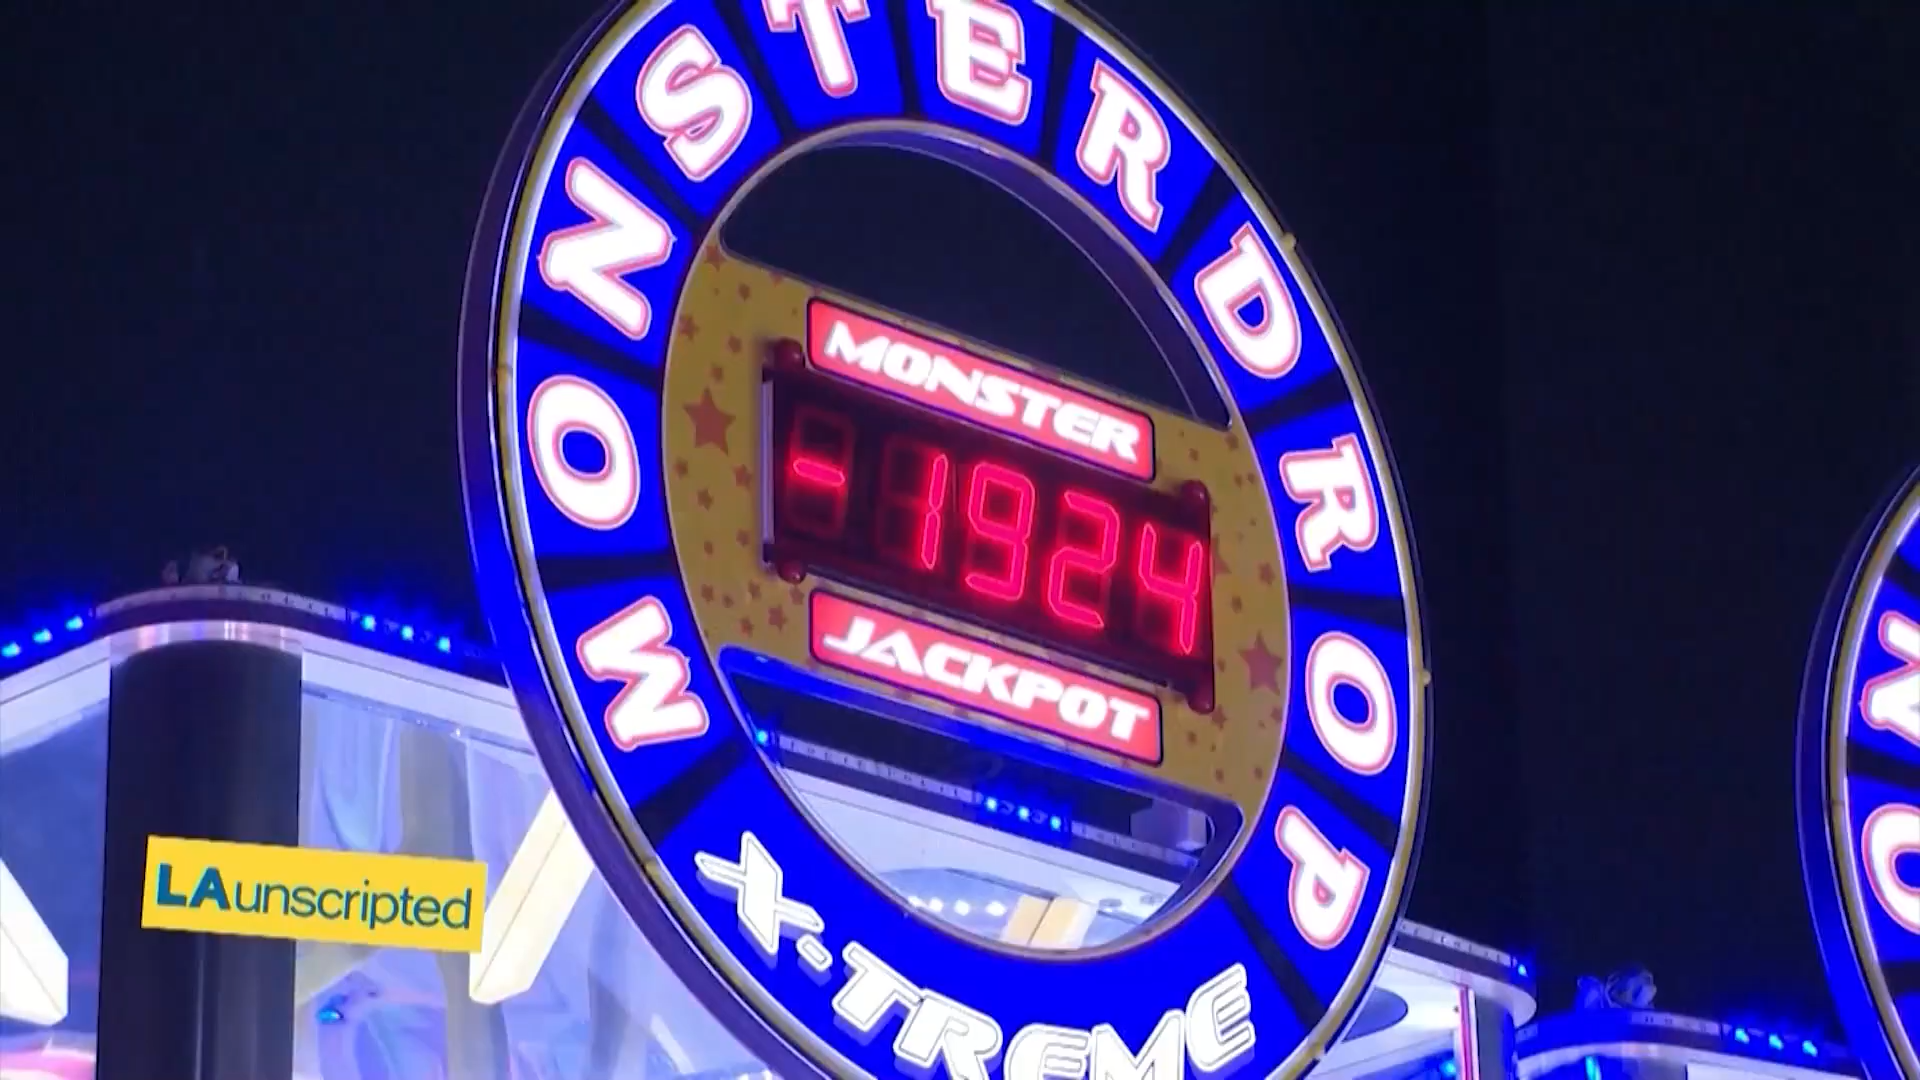 MONSTER DROP
MONSTER
-1924
JACKPOT
X-TREME
LAunscripted